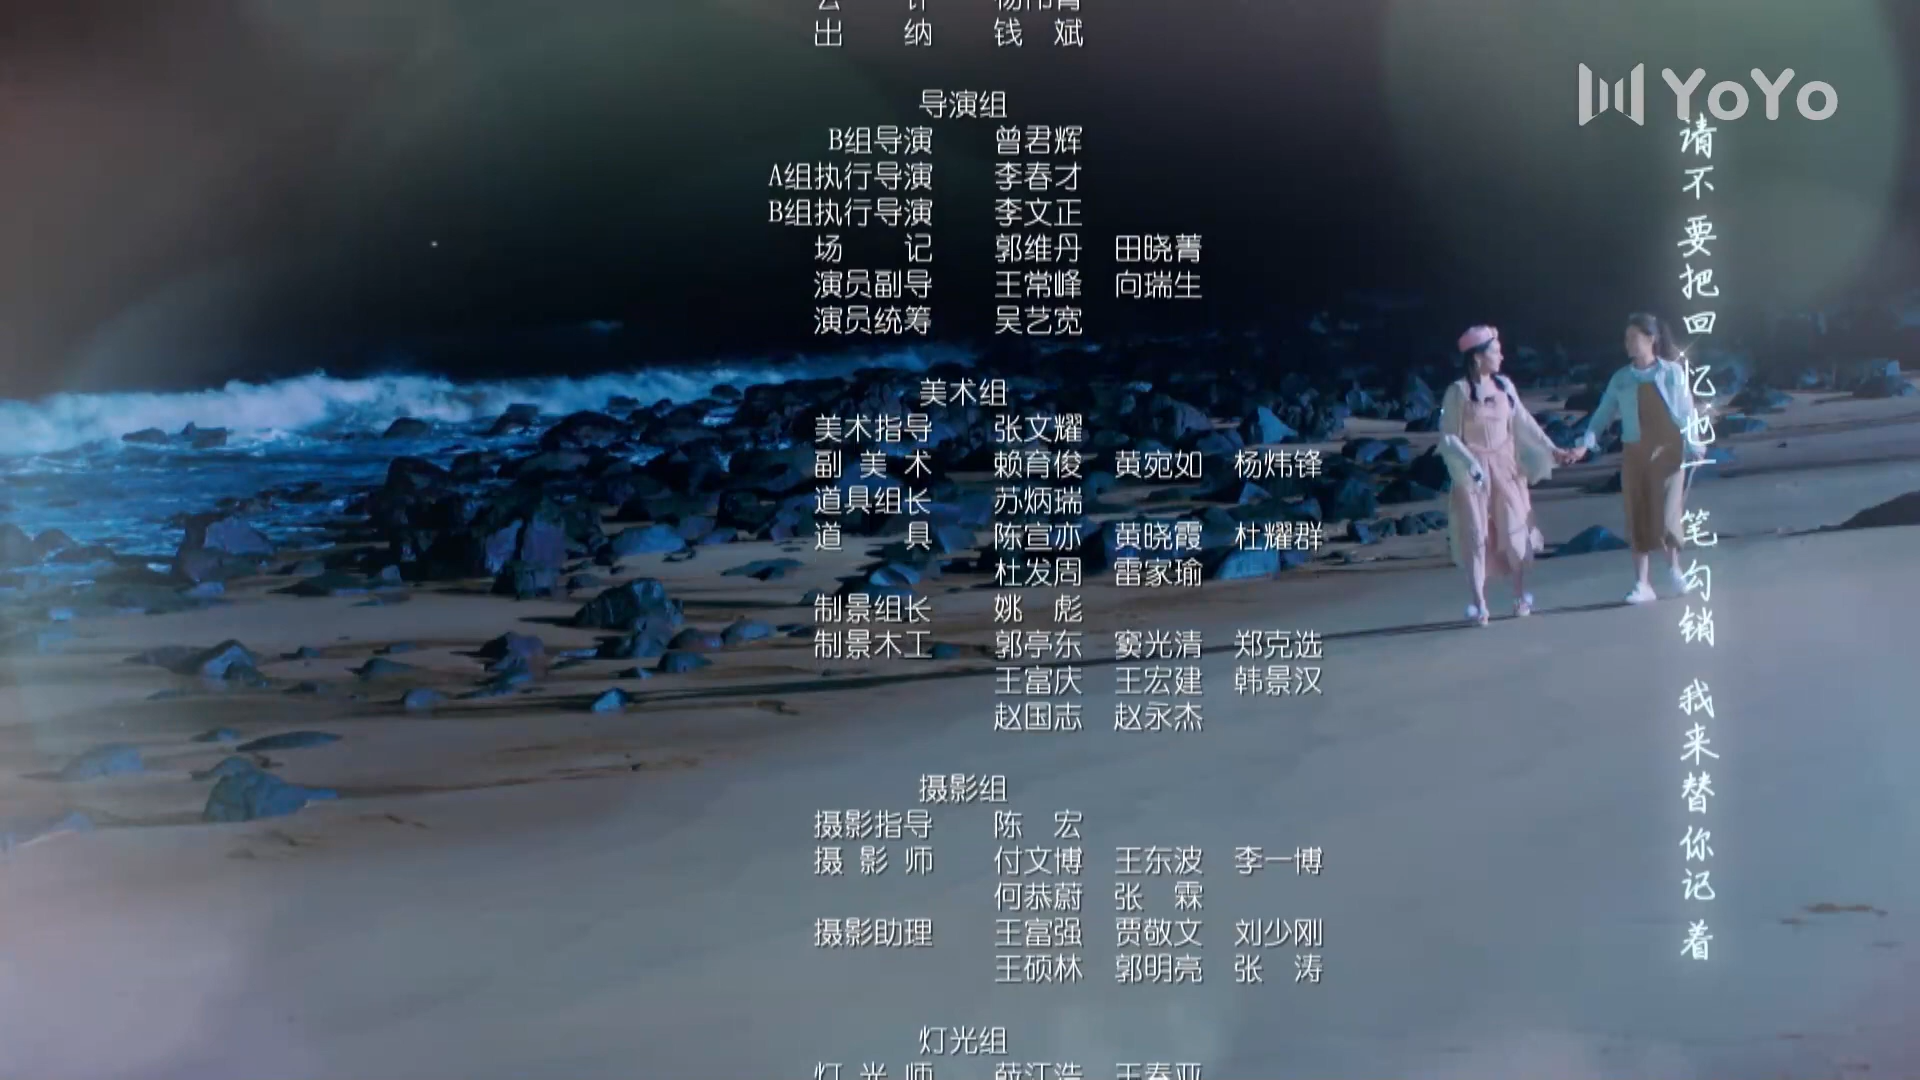 出 纳 钱 斌
导演组
B组导演 曾君辉
A组执行导演 李春才
B组执行导演 李文正
场 记 郭维丹 田晓菁
演员副导 王常峰 向瑞生
演员统筹 吴艺宽
美术组
美术指导 张文耀
副 美 术 赖育俊 黄宛如 杨炜锋
道具组长 苏炳瑞
道 具 陈宣亦 黄晓霞 杜耀群
杜发周 雷家瑜
制景组长 姚 彪
制景木工 郭亭东 窦光清 郑克选
王富庆 王宏建 韩景汉
赵国志 赵永杰
摄影组
摄影指导 陈 宏
摄 影 师 付文博 王东波 李一博
何恭蔚 张 霖
摄影助理 王富强 贾敬文 刘少刚
王硕林 郭明亮 张 涛
灯光组
YoYo
请不要把回忆也一笔勾销 我来替你记着